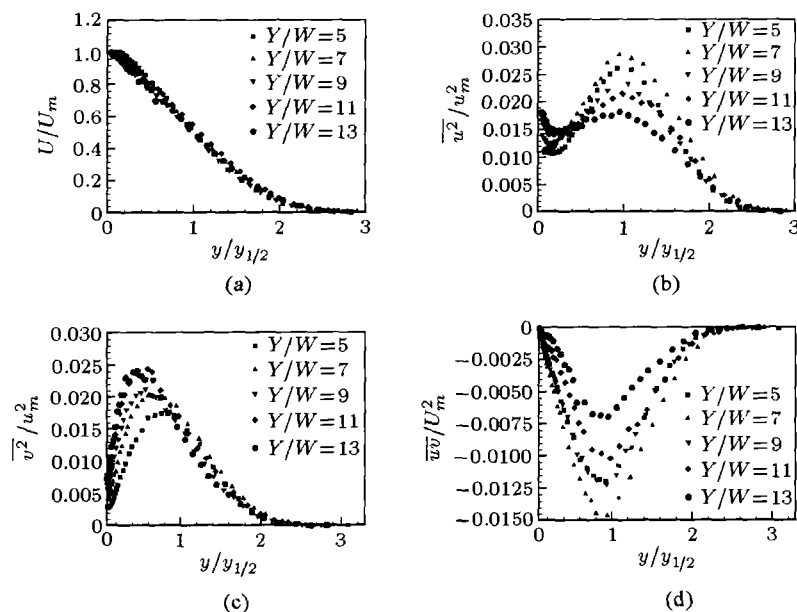 1.2
1.0
0.8
0.6
0.4
0.2
0
U/U_m
Y/W=5
Y/W=7
Y/W=9
Y/W=11
Y/W=13
0 1 2 3
y/y_{1/2}
(a)
0.035
0.030
0.025
0.020
0.015
0.010
0.005
0.000
\overline{u^2}/u_m^2
Y/W=5
Y/W=7
Y/W=9
Y/W=11
Y/W=13
0 1 2 3
y/y_{1/2}
(b)
0.030
0.025
0.020
0.015
0.010
0.005
0
\overline{v^2}/u_m^2
Y/W=5
Y/W=7
Y/W=9
Y/W=11
Y/W=13
0 1 2 3
y/y_{1/2}
(c)
0
−0.0025
−0.0050
−0.0075
−0.0100
−0.0125
−0.0150
\overline{uv}/U_m^2
Y/W=5
Y/W=7
Y/W=9
Y/W=11
Y/W=13
0 1 2 3
y/y_{1/2}
(d)